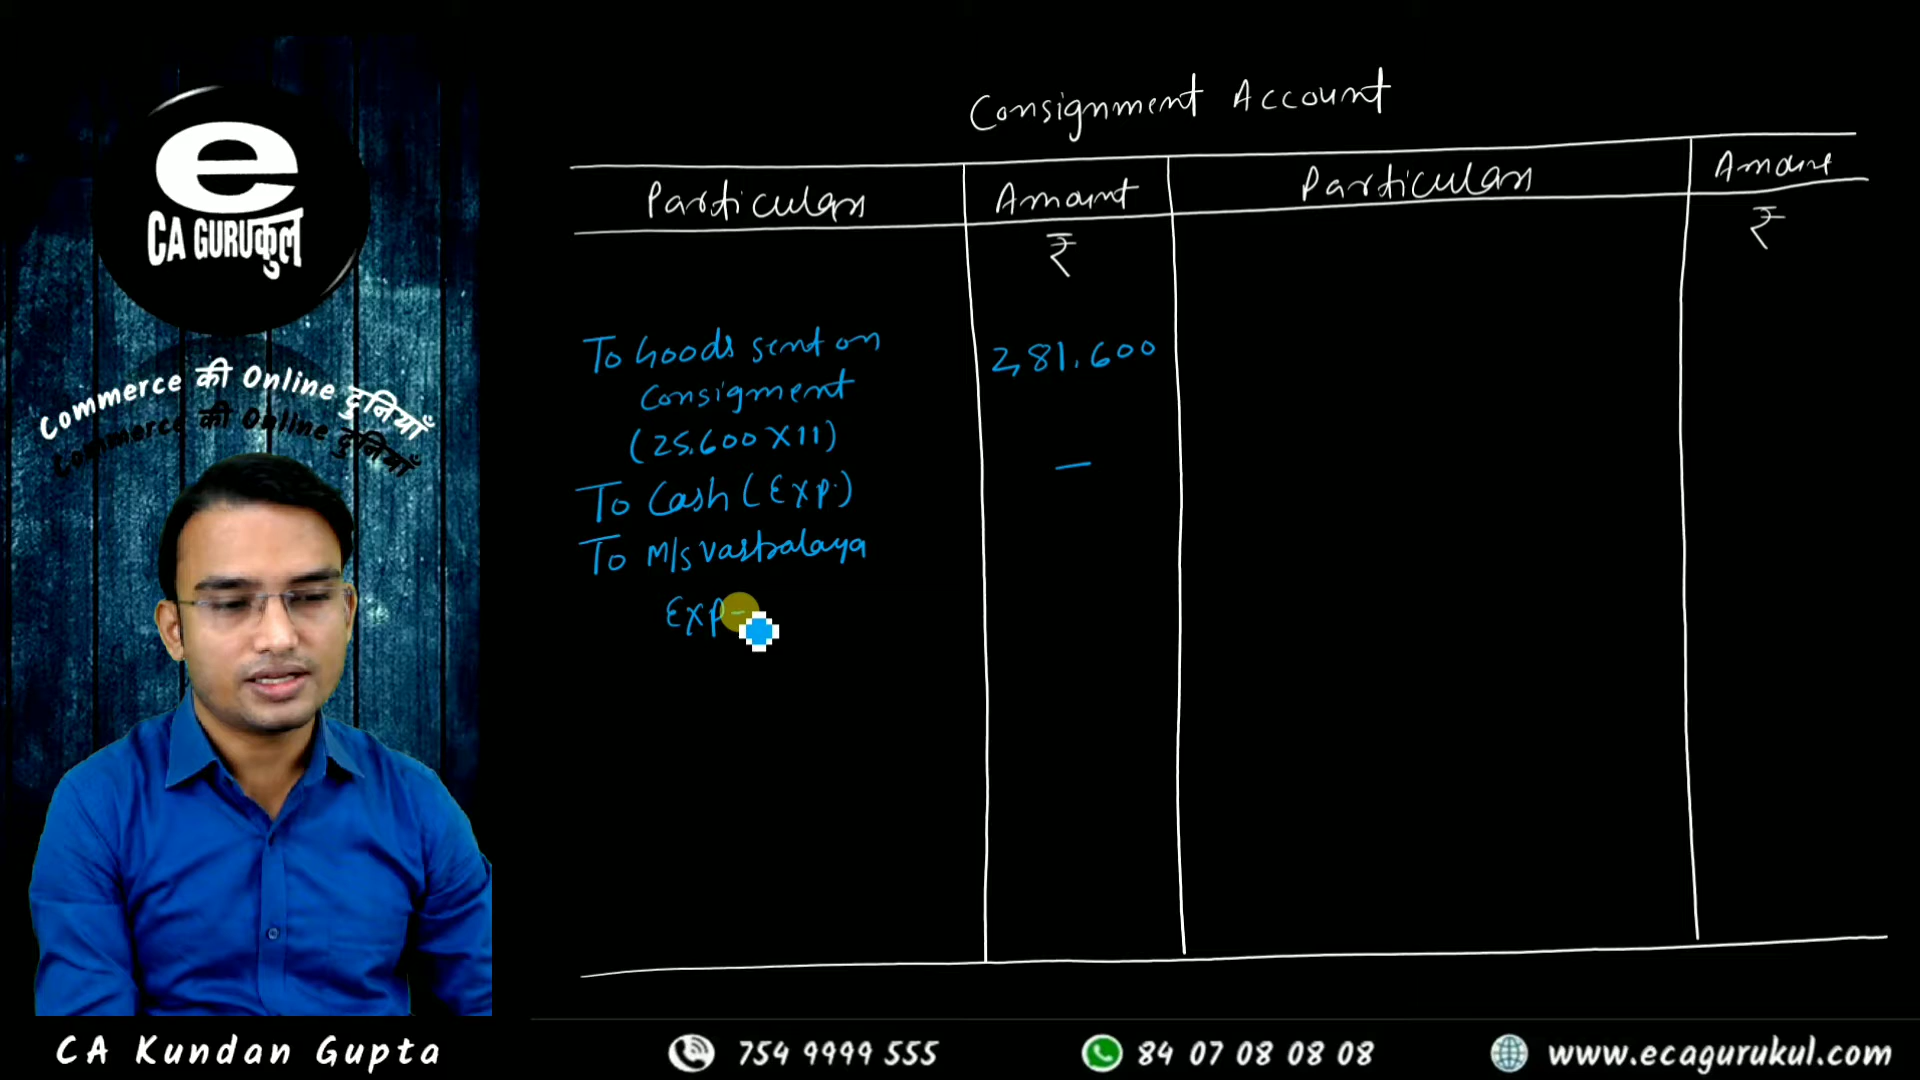 e
CA GURUकुल
Commerce की Online दुनियाँ
Commerce की Online दुनियाँ
Consignment Account
Particulars Amount Particulars Amount
₹ ₹
To Goods sent on 2,81,600
Consignment
(25,600 X 11)
To Cash (Exp.) —
To M/s Vastralaya
Exp -
CA Kundan Gupta
754 9999 555
84 07 08 08 08
www.ecagurukul.com